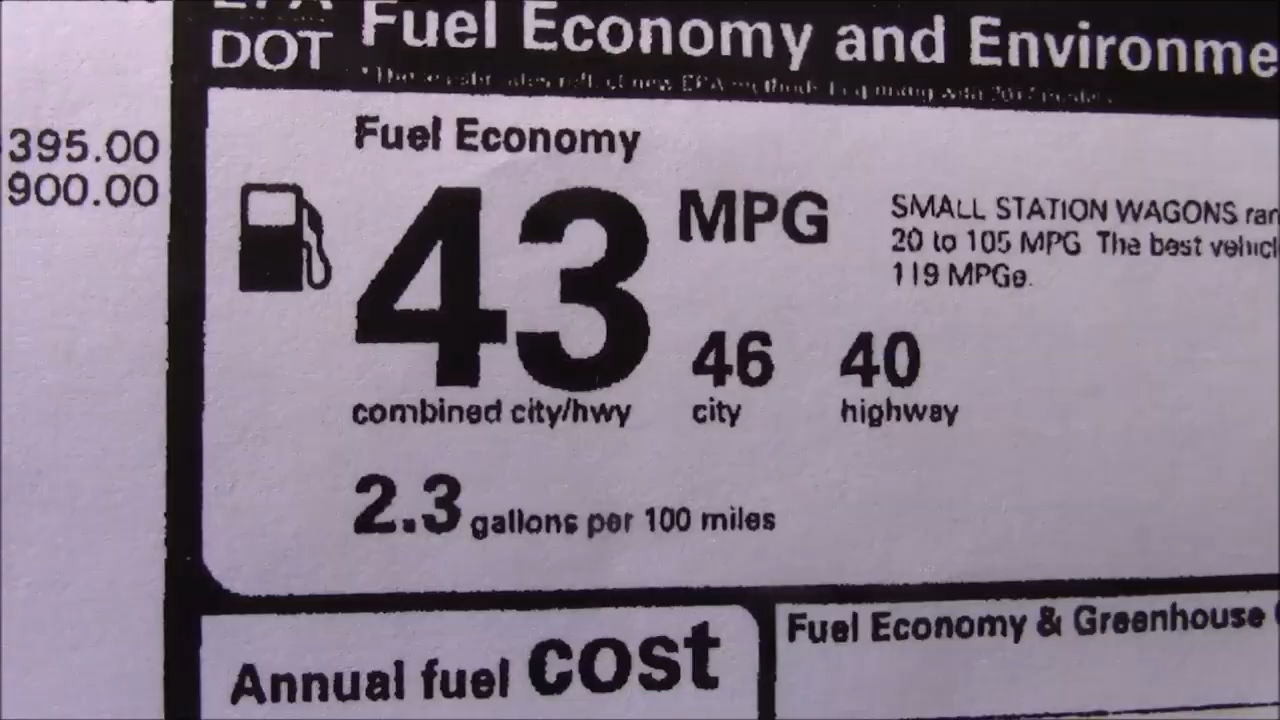 EPA
DOT
Fuel Economy and Environme
395.00
900.00
Fuel Economy
43 MPG
SMALL STATION WAGONS ran
20 to 105 MPG The best vehicl
119 MPGe.
46 40
combined city/hwy city highway
2.3 gallons per 100 miles
Annual fuel cost
Fuel Economy & Greenhouse